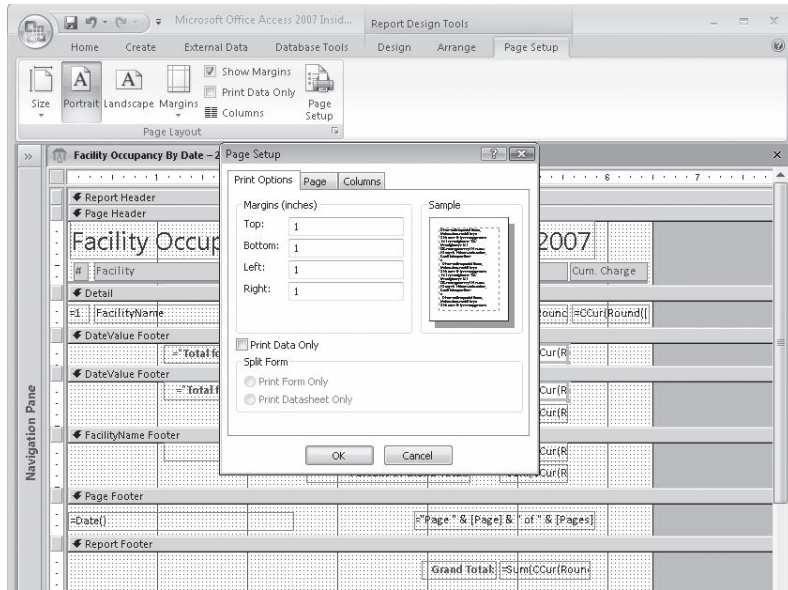 Microsoft Office Access 2007 Insid...
Report Design Tools
Home Create External Data Database Tools Design Arrange Page Setup
Size
Portrait
Landscape
Margins
Show Margins
Print Data Only
Columns
Page Setup
Page Layout
Facility Occupancy By Date – 2
Page Setup
Print Options Page Columns
Margins (inches)
Top: 1
Bottom: 1
Left: 1
Right: 1
Sample
Print Data Only
Split Form
Print Form Only
Print Datasheet Only
OK Cancel
Navigation Pane
1 6 7
Report Header
Page Header
Facility Occup 2007
# Facility Cum. Charge
Detail
=1 FacilityName ound =CCur(Round([
DateValue Footer
="Total fo Cur(R
DateValue Footer
="Total f Cur(R
Cur(R
FacilityName Footer
Cur(R
Cur(R
Page Footer
=Date() ="Page " & [Page] & " of " & [Pages]
Report Footer
Grand Total: =Sum(CCur(Roun